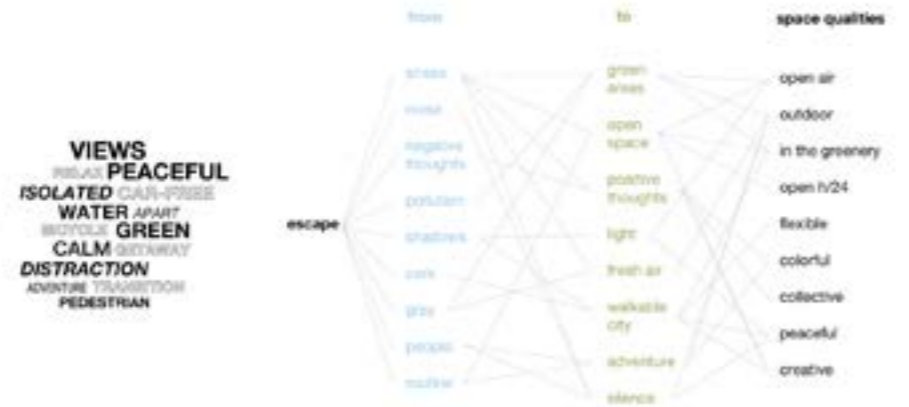 VIEWS
RELAX PEACEFUL
ISOLATED CAR-FREE
WATER APART
BICYCLE GREEN
CALM GETAWAY
DISTRACTION
ADVENTURE TRANSITION
PEDESTRIAN
escape
from
stress
noise
negative
thoughts
pollution
shadows
gray
people
routine
to
green
areas
open
space
positive
thoughts
light
fresh air
walkable
city
adventure
silence
space qualities
open air
outdoor
in the greenery
open h/24
flexible
colorful
collective
peaceful
creative